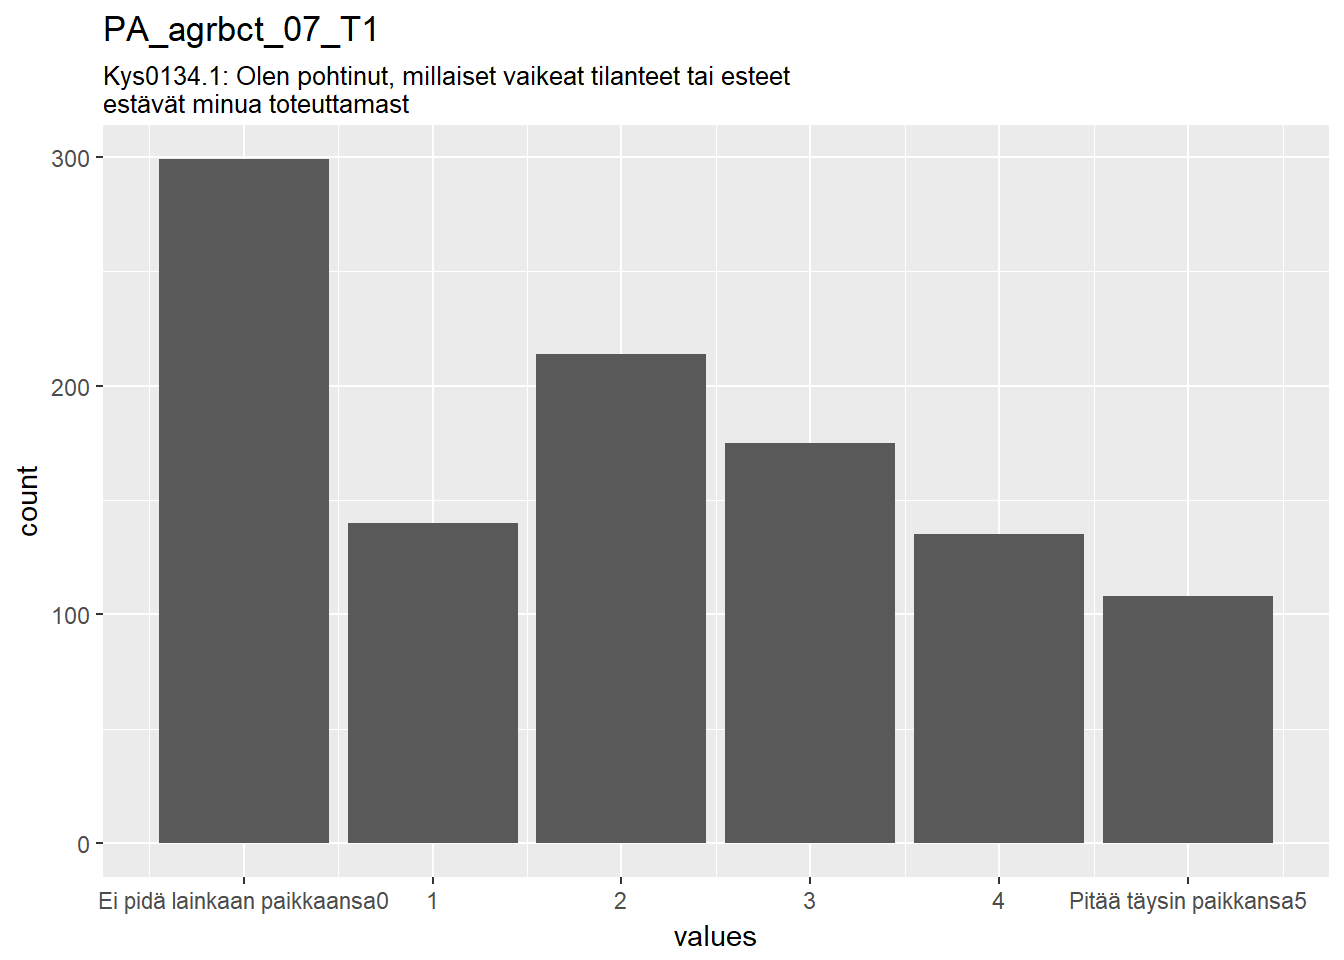 PA_agrbct_07_T1
Kys0134.1: Olen pohtinut, millaiset vaikeat tilanteet tai esteet
estävät minua toteuttamast
300
200
100
0
count
Ei pidä lainkaan paikkaansa0 1 2 3 4 Pitää täysin paikkansa5
values